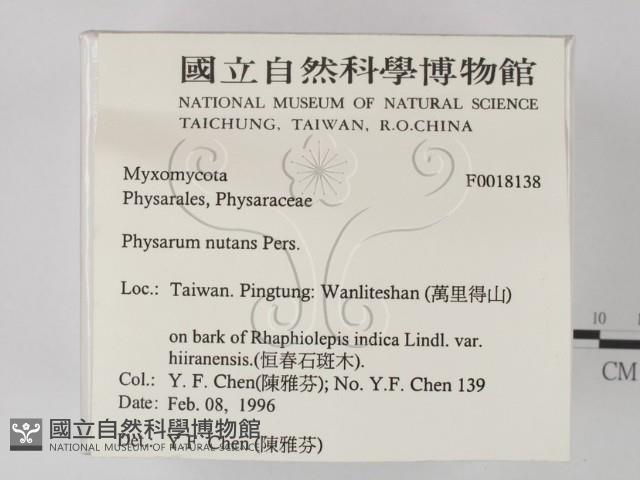 國立自然科學博物館
NATIONAL MUSEUM OF NATURAL SCIENCE
TAICHUNG, TAIWAN, R.O.CHINA
Myxomycota F0018138
Physarales, Physaraceae
Physarum nutans Pers.
Loc.: Taiwan. Pingtung: Wanliteshan (萬里得山)
on bark of Rhaphiolepis indica Lindl. var.
hiiranensis.(恒春石斑木).
Col.: Y. F. Chen(陳雅芬); No. Y.F. Chen 139
Date: Feb. 08, 1996
Det.: Y.F. Chen (陳雅芬)
國立自然科學博物館
NATIONAL MUSEUM OF NATURAL SCIENCE
10
CM